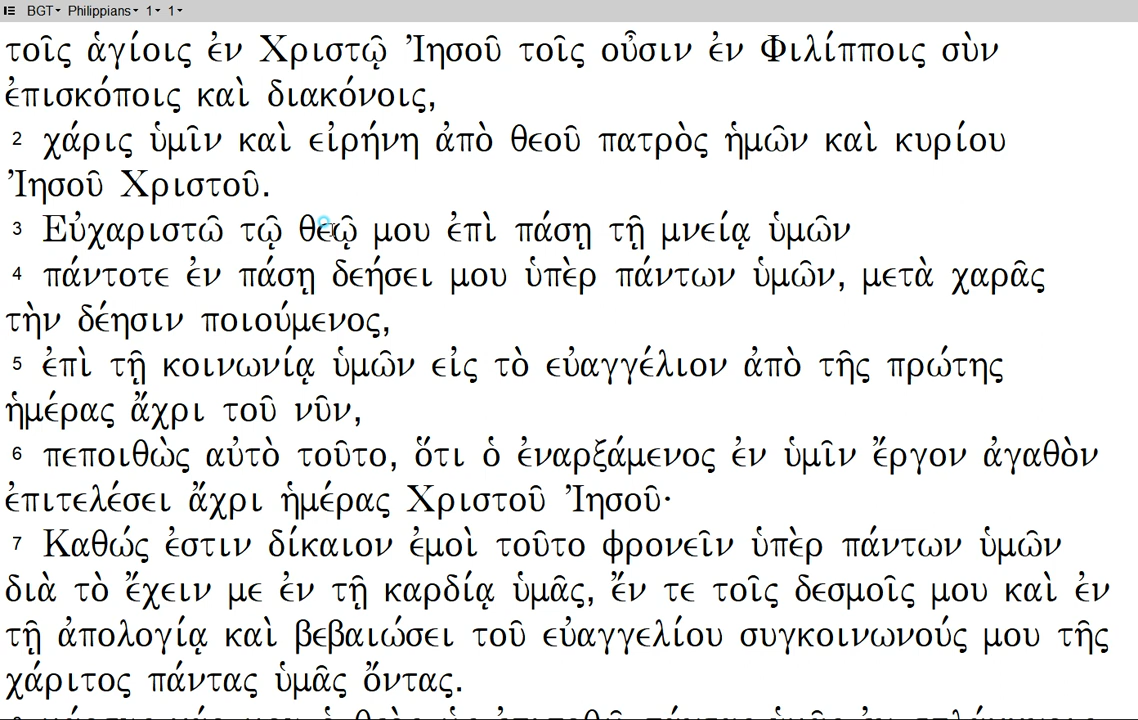 BGT Philippians 1 1
τοῖς ἁγίοις ἐν Χριστῷ Ἰησοῦ τοῖς οὖσιν ἐν Φιλίπποις σὺν
ἐπισκόποις καὶ διακόνοις,
2 χάρις ὑμῖν καὶ εἰρήνη ἀπὸ θεοῦ πατρὸς ἡμῶν καὶ κυρίου
Ἰησοῦ Χριστοῦ.
3 Εὐχαριστῶ τῷ θεῷ μου ἐπὶ πάσῃ τῇ μνείᾳ ὑμῶν
4 πάντοτε ἐν πάσῃ δεήσει μου ὑπὲρ πάντων ὑμῶν, μετὰ χαρᾶς
τὴν δέησιν ποιούμενος,
5 ἐπὶ τῇ κοινωνίᾳ ὑμῶν εἰς τὸ εὐαγγέλιον ἀπὸ τῆς πρώτης
ἡμέρας ἄχρι τοῦ νῦν,
6 πεποιθὼς αὐτὸ τοῦτο, ὅτι ὁ ἐναρξάμενος ἐν ὑμῖν ἔργον ἀγαθὸν
ἐπιτελέσει ἄχρι ἡμέρας Χριστοῦ Ἰησοῦ·
7 Καθώς ἐστιν δίκαιον ἐμοὶ τοῦτο φρονεῖν ὑπὲρ πάντων ὑμῶν
διὰ τὸ ἔχειν με ἐν τῇ καρδίᾳ ὑμᾶς, ἔν τε τοῖς δεσμοῖς μου καὶ ἐν
τῇ ἀπολογίᾳ καὶ βεβαιώσει τοῦ εὐαγγελίου συγκοινωνούς μου τῆς
χάριτος πάντας ὑμᾶς ὄντας.